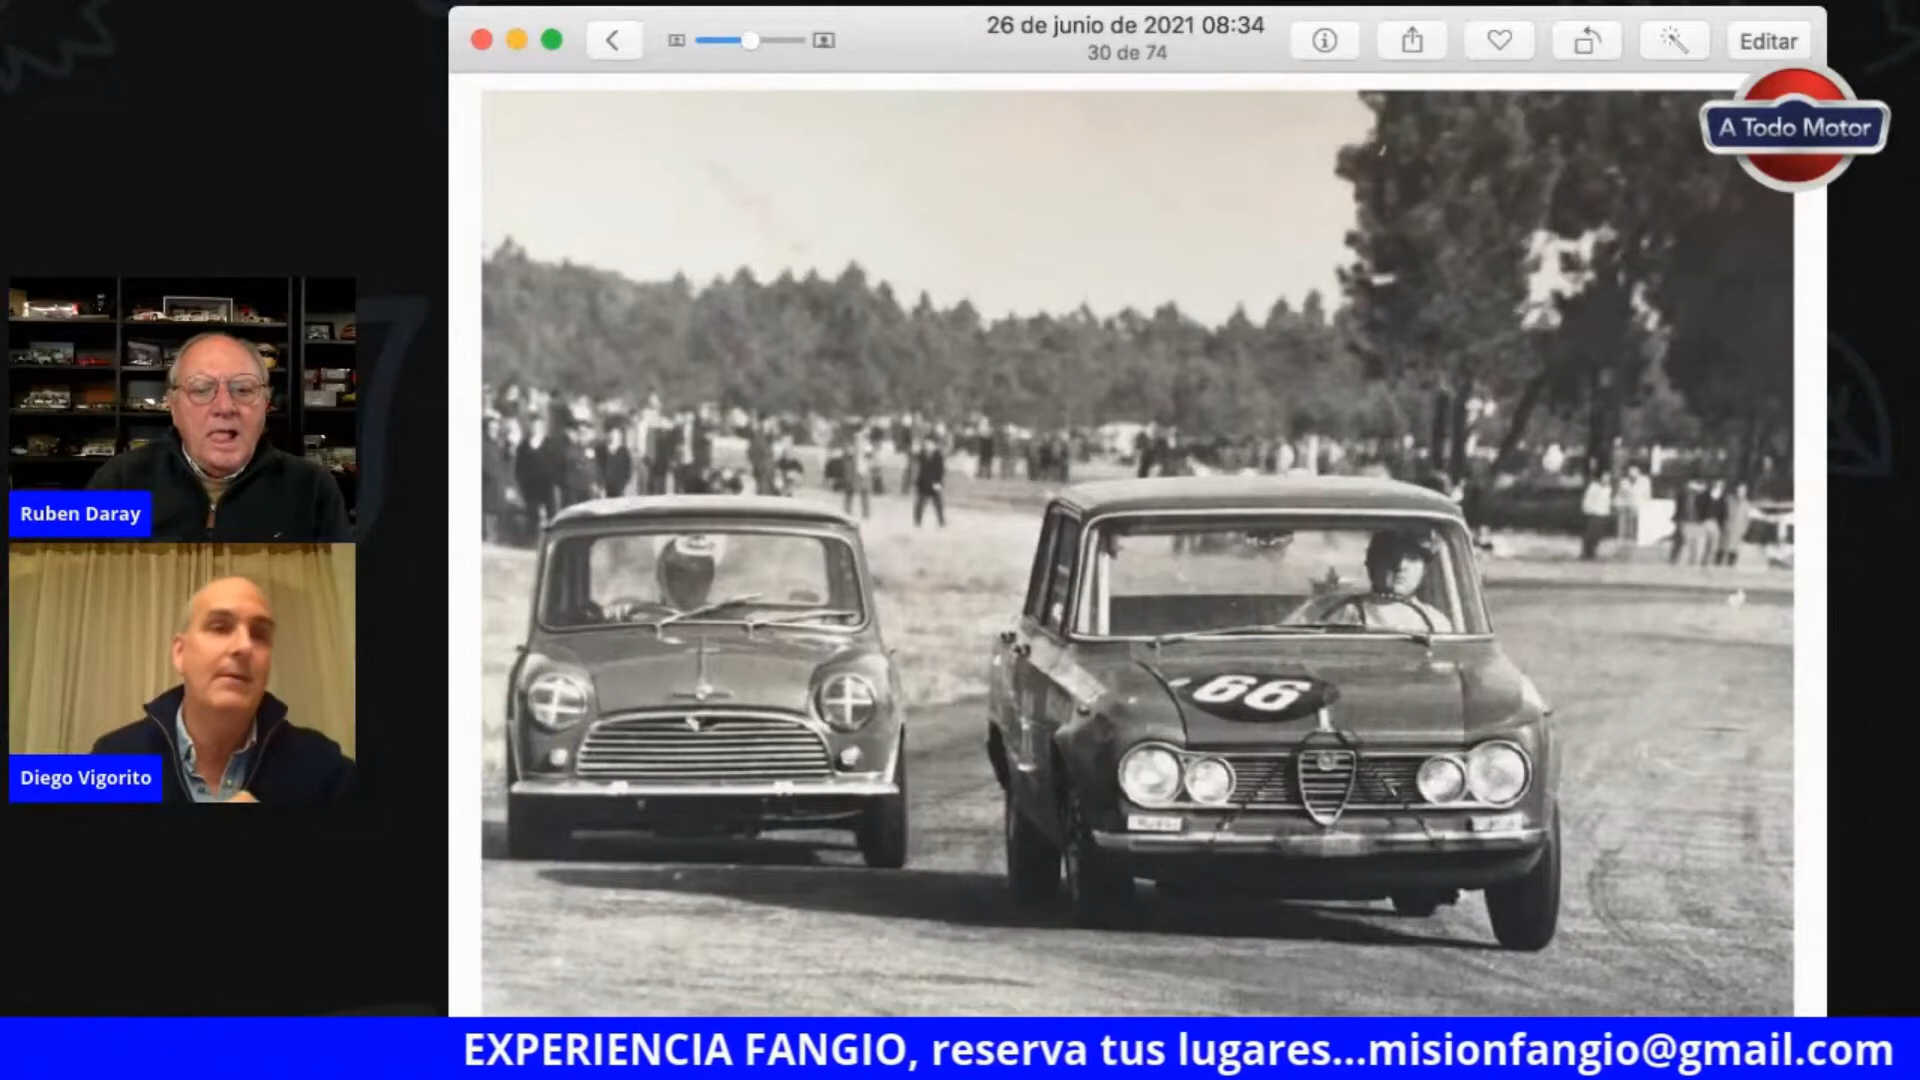 26 de junio de 2021 08:34
30 de 74
Editar
A Todo Motor
66
Ruben Daray
Diego Vigorito
EXPERIENCIA FANGIO, reserva tus lugares...misionfangio@gmail.com